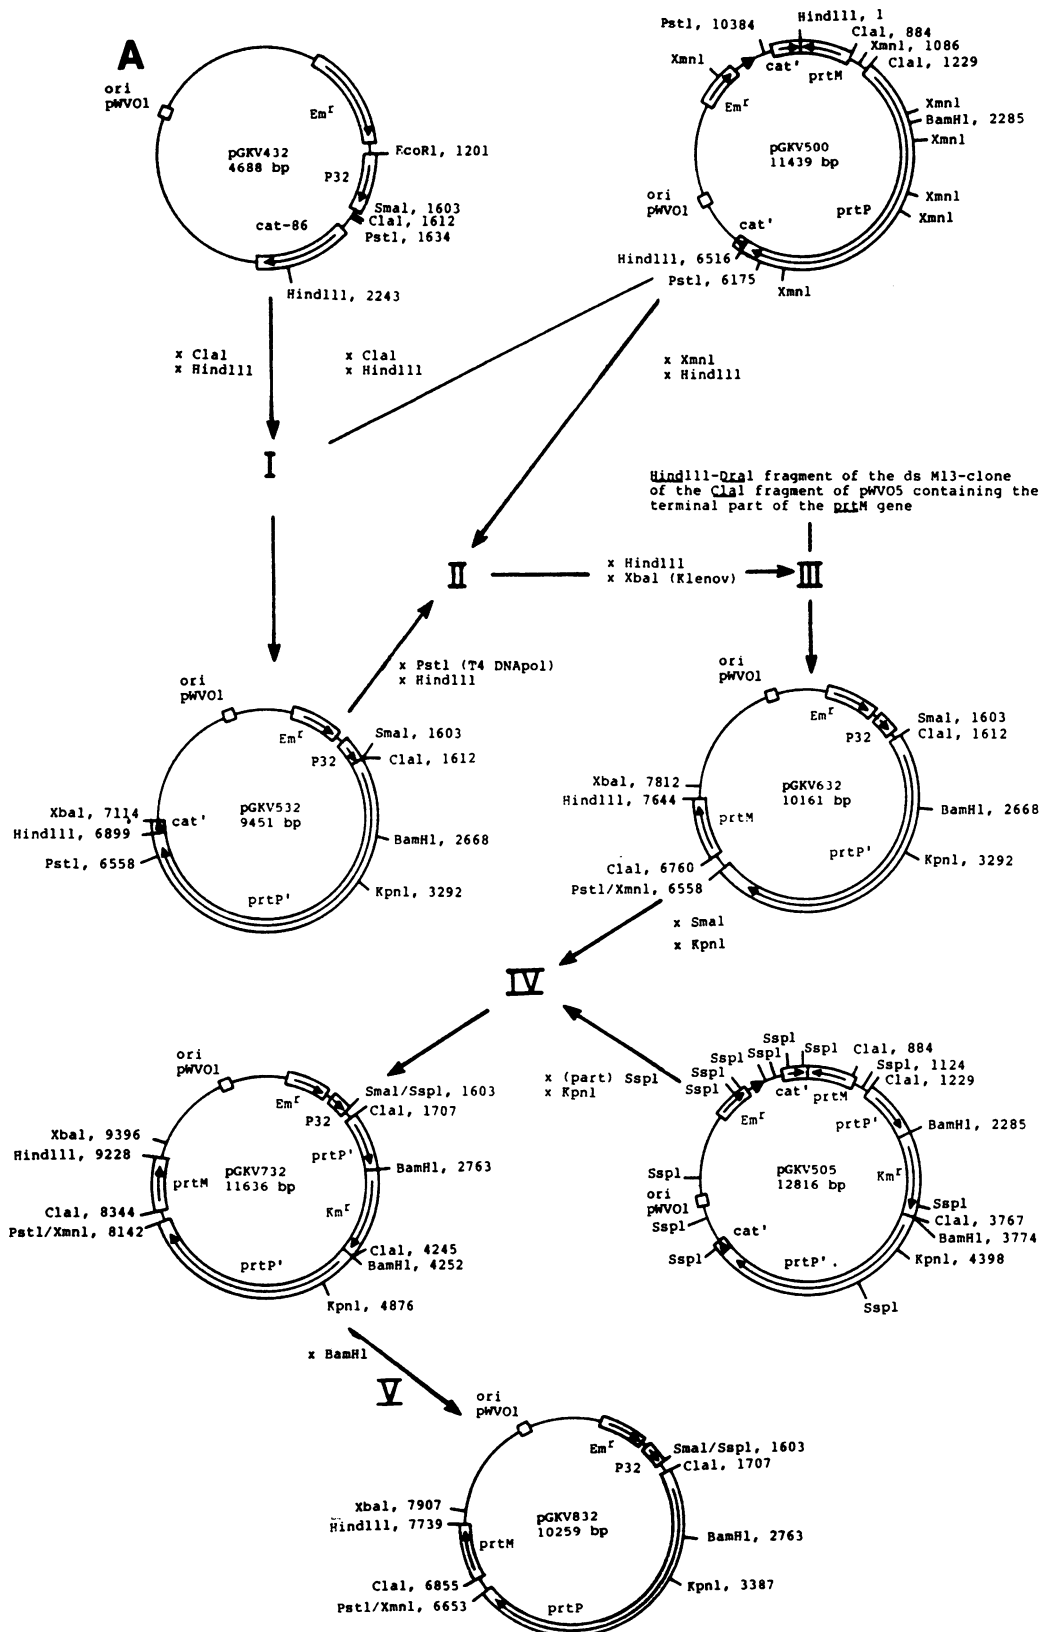 A
ori
pWVO1
Emr
EcoRl, 1201
pGKV432
4688 bp
P32
Smal, 1603
Clal, 1612
Pstl, 1634
cat-86
Hindlll, 2243
Pstl, 10384
Hindlll, 1
Clal, 884
Xmnl, 1086
Clal, 1229
Xmnl
cat'
prtM
Emr
Xmnl
BamHl, 2285
Xmnl
pGKV500
11439 bp
ori
pWVO1
Xmnl
Xmnl
prtP
cat'
Hindlll, 6516
Pstl, 6175
Xmnl
x Clal
x Hindlll
x Clal
x Hindlll
x Xmnl
x Hindlll
I
Hindlll-Dral fragment of the ds M13-clone
of the Clal fragment of pWVO5 containing the
terminal part of the prtM gene
II
x Hindlll
x Xbal (Klenov)
III
x Pstl (T4 DNApol)
x Hindlll
ori
pWVO1
Emr
P32
Smal, 1603
Clal, 1612
Xbal, 7114
Hindlll, 6899
cat'
pGKV532
9451 bp
BamHl, 2668
Pstl, 6558
Kpnl, 3292
prtP'
ori
pWVO1
Emr
P32
Smal, 1603
Clal, 1612
Xbal, 7812
Hindlll, 7644
pGKV632
10161 bp
prtM
BamHl, 2668
prtP'
Kpnl, 3292
Clal, 6760
Pstl/Xmnl, 6558
x Smal
x Kpnl
IV
ori
pWVO1
Emr
P32
Smal/Sspl, 1603
Clal, 1707
Xbal, 9396
Hindlll, 9228
prtP'
prtM
pGKV732
11636 bp
BamHl, 2763
Kmr
Clal, 8344
Pstl/Xmnl, 8142
Clal, 4245
BamHl, 4252
prtP'
Kpnl, 4876
x (part) Sspl
x Kpnl
Sspl
Sspl
Sspl
Sspl
Sspl
Sspl
Clal, 884
Sspl, 1124
Clal, 1229
cat'
prtM
Emr
prtP'
BamHl, 2285
Sspl
pGKV505
12816 bp
Kmr
ori
pWVO1
Sspl
Sspl
Clal, 3767
BamHl, 3774
cat'
Sspl
prtP'
Kpnl, 4398
Sspl
x BamHl
V
ori
pWVO1
Emr
P32
Smal/Sspl, 1603
Clal, 1707
Xbal, 7907
Hindlll, 7739
pGKV832
10259 bp
prtM
BamHl, 2763
Clal, 6855
Pstl/Xmnl, 6653
Kpnl, 3387
prtP